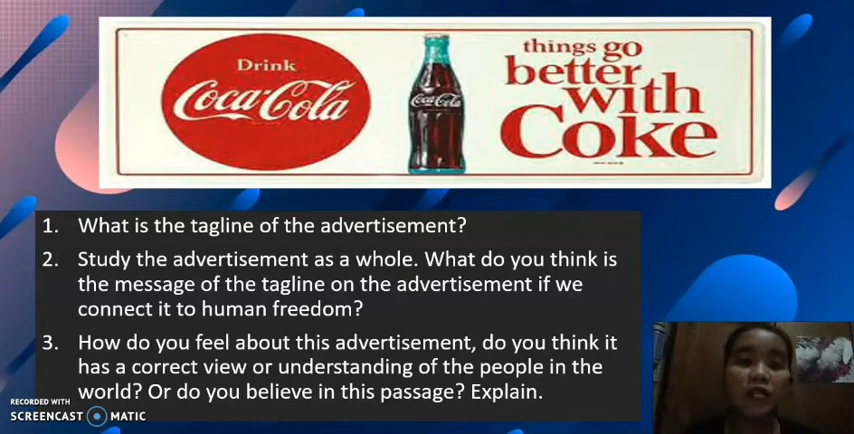 Drink
Coca-Cola
Coca-Cola
things go
better
with
Coke
1. What is the tagline of the advertisement?
2. Study the advertisement as a whole. What do you think is
the message of the tagline on the advertisement if we
connect it to human freedom?
3. How do you feel about this advertisement, do you think it
has a correct view or understanding of the people in the
world? Or do you believe in this passage? Explain.
RECORDED WITH
SCREENCAST MATIC